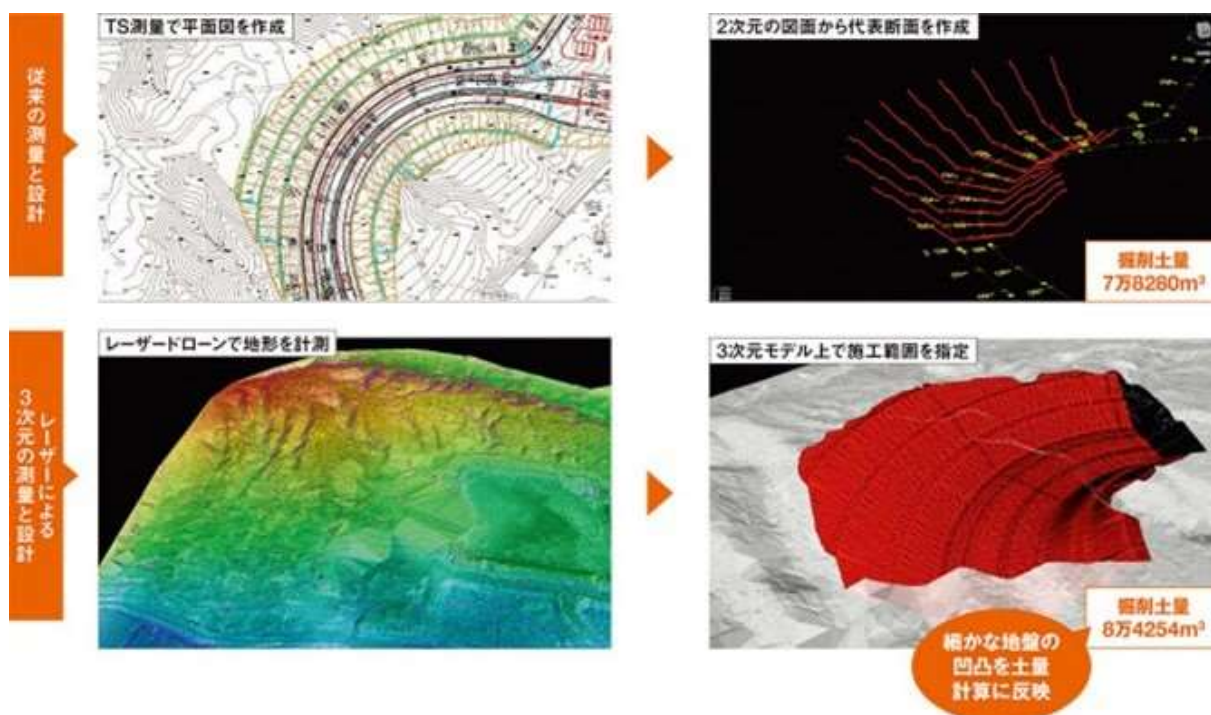 従来の測量と設計
TS測量で平面図を作成
2次元の図面から代表断面を作成
掘削土量
7万8280m³
レーザーによる
3次元の測量と設計
レーザードローンで地形を計測
3次元モデル上で施工範囲を指定
掘削土量
8万4254m³
細かな地盤の
凹凸を土量
計算に反映